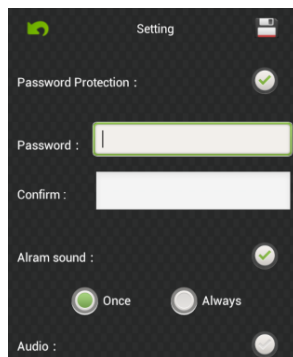 Setting
Password Protection :
Password :
Confirm :
Alram sound :
Once Always
Audio :